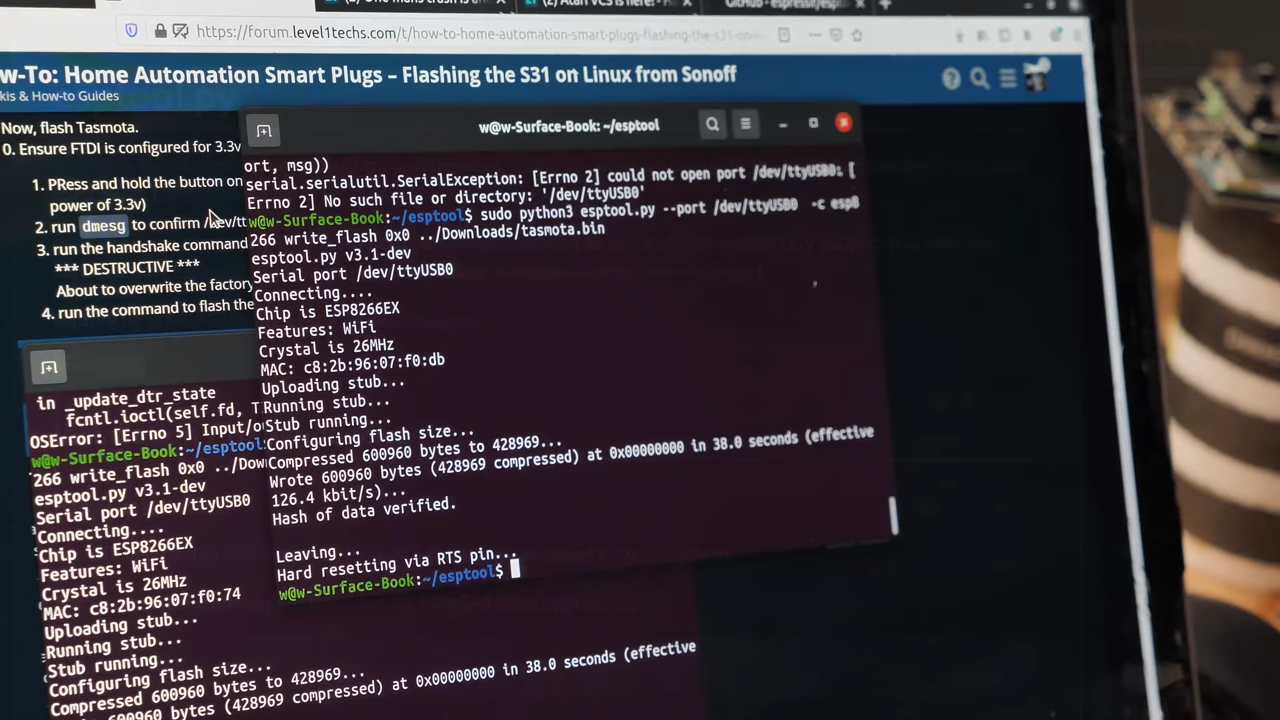 (2) Atari VCS is here! -
GitHub - espressif/esp
https://forum.level1techs.com/t/how-to-home-automation-smart-plugs-flashing-the-s31-on-
w-To: Home Automation Smart Plugs – Flashing the S31 on Linux from Sonoff
kis & How-to Guides
Now, flash Tasmota.
0. Ensure FTDI is configured for 3.3v
1. PRess and hold the button on
power of 3.3v)
2. run dmesg to confirm /dev/tt
3. run the handshake command
*** DESTRUCTIVE ***
About to overwrite the factory
4. run the command to flash the
w@w-Surface-Book: ~/esptool
ort, msg))
serial.serialutil.SerialException: [Errno 2] could not open port /dev/ttyUSB0: [
Errno 2] No such file or directory: '/dev/ttyUSB0'
w@w-Surface-Book:~/esptool$ sudo python3 esptool.py --port /dev/ttyUSB0 -c esp8
266 write_flash 0x0 ../Downloads/tasmota.bin
esptool.py v3.1-dev
Serial port /dev/ttyUSB0
Connecting....
Chip is ESP8266EX
Features: WiFi
Crystal is 26MHz
MAC: c8:2b:96:07:f0:db
Uploading stub...
Running stub...
Stub running...
Configuring flash size...
Compressed 600960 bytes to 428969...
Wrote 600960 bytes (428969 compressed) at 0x00000000 in 38.0 seconds (effective
126.4 kbit/s)...
Hash of data verified.
Leaving...
Hard resetting via RTS pin...
w@w-Surface-Book:~/esptool$
in _update_dtr_state
fcntl.ioctl(self.fd, T
OSError: [Errno 5] Input/o
w@w-Surface-Book:~/esptool
266 write_flash 0x0 ../Dow
esptool.py v3.1-dev
Serial port /dev/ttyUSB0
Connecting....
Chip is ESP8266EX
Features: WiFi
Crystal is 26MHz
MAC: c8:2b:96:07:f0:74
Uploading stub...
Running stub...
Stub running...
Configuring flash size...
Compressed 600960 bytes to 428969...
600960 bytes (428969 compressed) at 0x00000000 in 38.0 seconds (effective